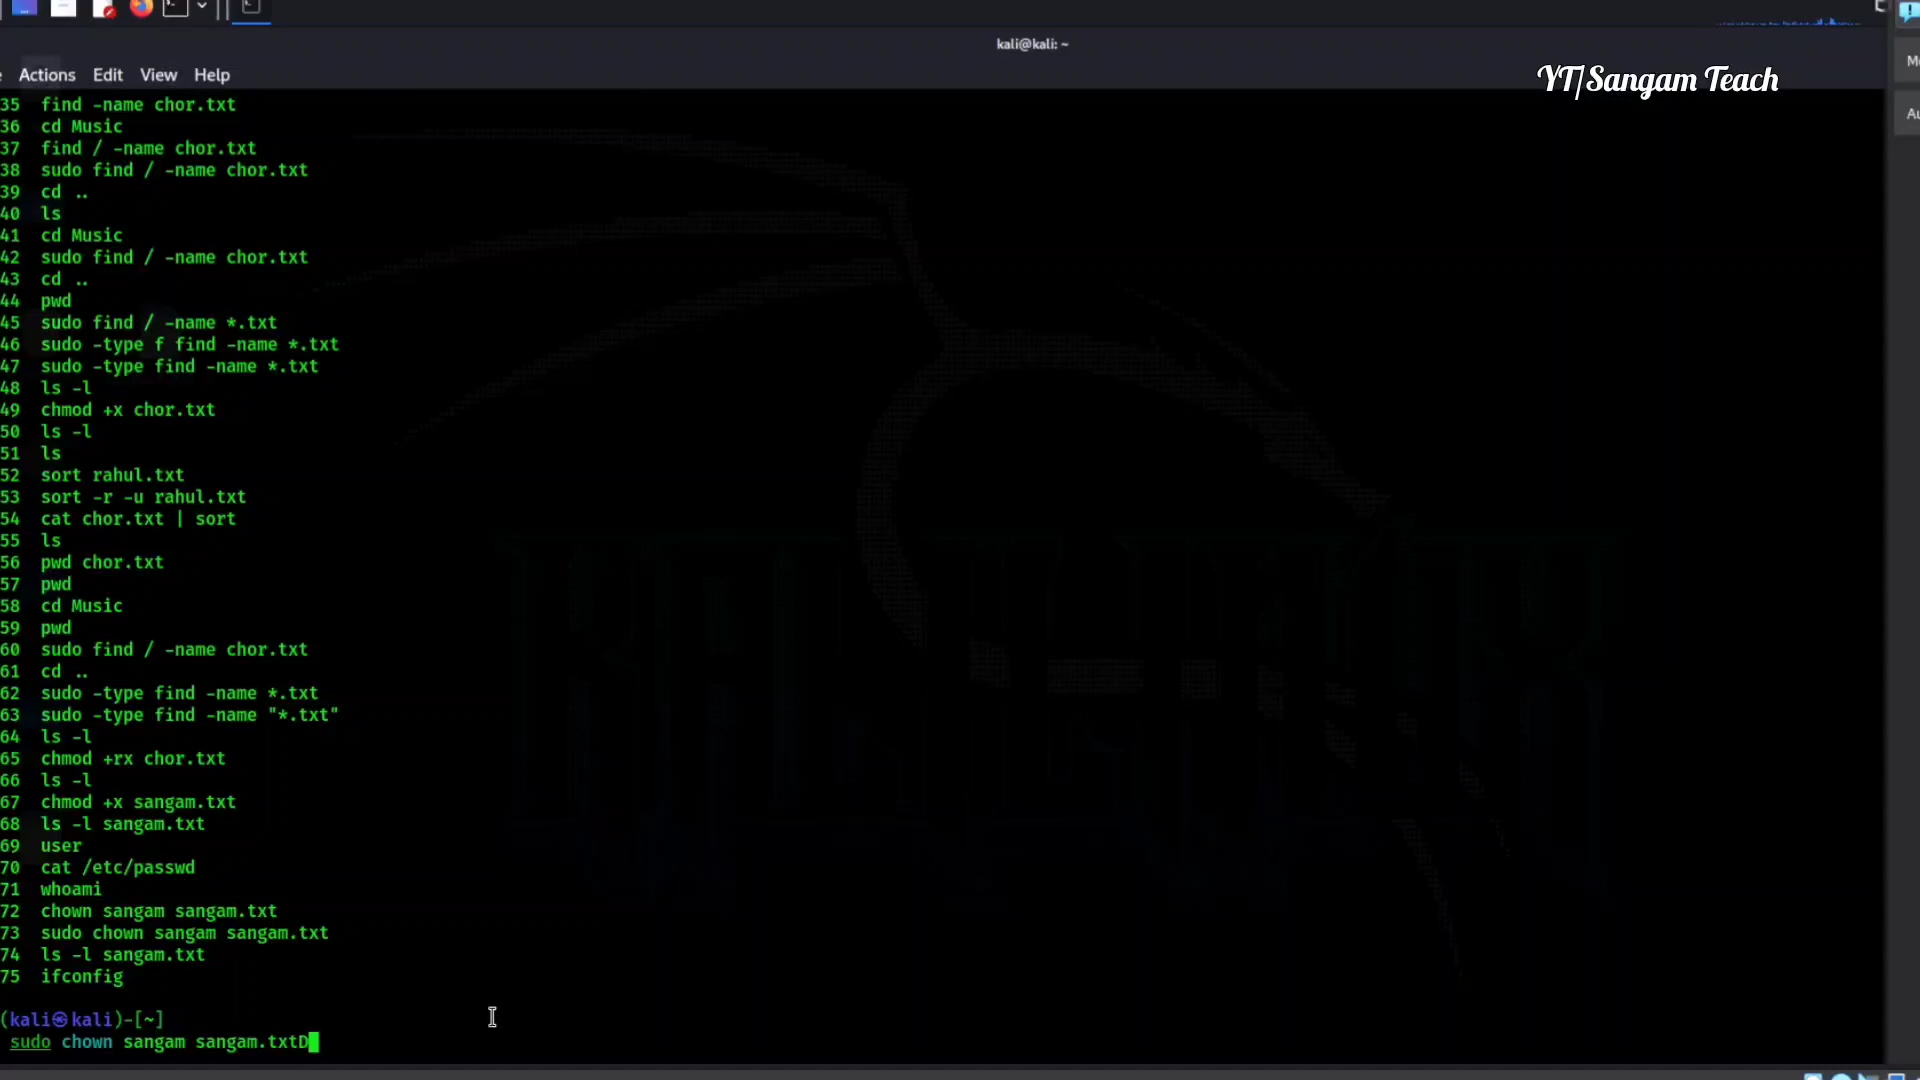 kali@kali: ~
Actions Edit View Help
YT/Sangam Teach
35 find -name chor.txt
36 cd Music
37 find / -name chor.txt
38 sudo find / -name chor.txt
39 cd ..
40 ls
41 cd Music
42 sudo find / -name chor.txt
43 cd ..
44 pwd
45 sudo find / -name *.txt
46 sudo -type f find -name *.txt
47 sudo -type find -name *.txt
48 ls -l
49 chmod +x chor.txt
50 ls -l
51 ls
52 sort rahul.txt
53 sort -r -u rahul.txt
54 cat chor.txt | sort
55 ls
56 pwd chor.txt
57 pwd
58 cd Music
59 pwd
60 sudo find / -name chor.txt
61 cd ..
62 sudo -type find -name *.txt
63 sudo -type find -name "*.txt"
64 ls -l
65 chmod +rx chor.txt
66 ls -l
67 chmod +x sangam.txt
68 ls -l sangam.txt
69 user
70 cat /etc/passwd
71 whoami
72 chown sangam sangam.txt
73 sudo chown sangam sangam.txt
74 ls -l sangam.txt
75 ifconfig
(kali㉿kali)-[~]
sudo chown sangam sangam.txtD